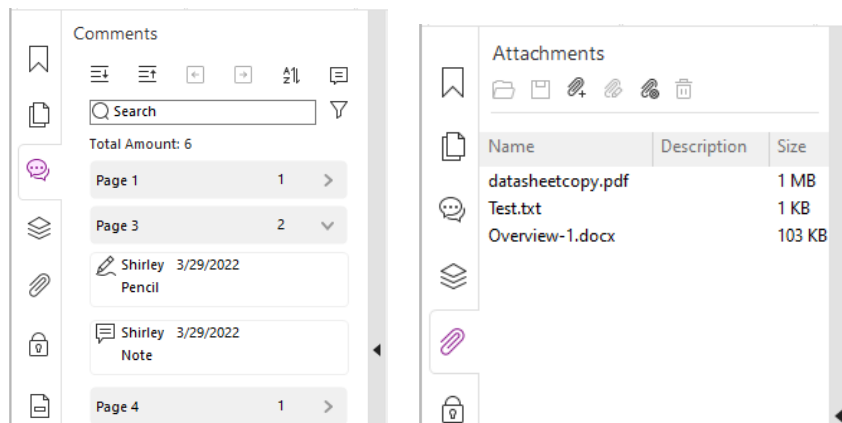 Comments
Search
Total Amount: 6
Page 1 1
Page 3 2
Shirley 3/29/2022
Pencil
Shirley 3/29/2022
Note
Page 4 1
Attachments
Name Description Size
datasheetcopy.pdf 1 MB
Test.txt 1 KB
Overview-1.docx 103 KB